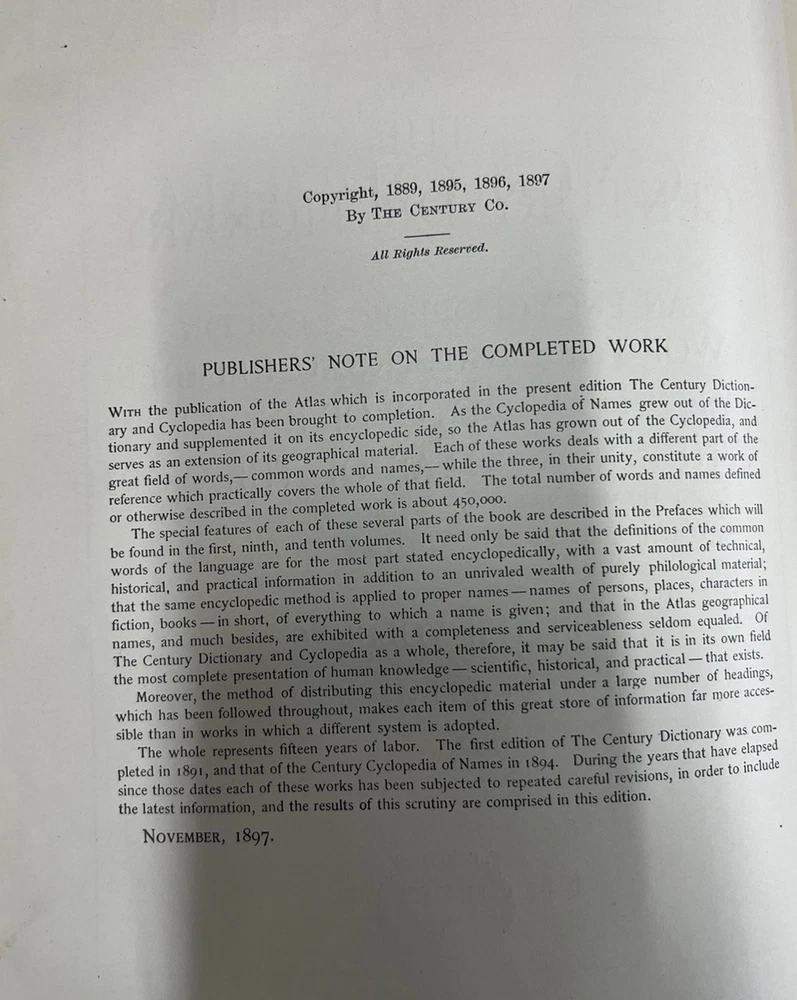 Copyright, 1889, 1895, 1896, 1897
By THE CENTURY CO.
All Rights Reserved.
PUBLISHERS' NOTE ON THE COMPLETED WORK
WITH the publication of the Atlas which is incorporated in the present edition The Century Diction-
ary and Cyclopedia has been brought to completion. As the Cyclopedia of Names grew out of the Dic-
tionary and supplemented it on its encyclopedic side, so the Atlas has grown out of the Cyclopedia, and
serves as an extension of its geographical material. Each of these works deals with a different part of the
great field of words,—common words and names,—while the three, in their unity, constitute a work of
reference which practically covers the whole of that field. The total number of words and names defined
or otherwise described in the completed work is about 450,000.
The special features of each of these several parts of the book are described in the Prefaces which will
be found in the first, ninth, and tenth volumes. It need only be said that the definitions of the common
words of the language are for the most part stated encyclopedically, with a vast amount of technical,
historical, and practical information in addition to an unrivaled wealth of purely philological material;
that the same encyclopedic method is applied to proper names—names of persons, places, characters in
fiction, books—in short, of everything to which a name is given; and that in the Atlas geographical
names, and much besides, are exhibited with a completeness and serviceableness seldom equaled. Of
The Century Dictionary and Cyclopedia as a whole, therefore, it may be said that it is in its own field
the most complete presentation of human knowledge—scientific, historical, and practical—that exists.
Moreover, the method of distributing this encyclopedic material under a large number of headings,
which has been followed throughout, makes each item of this great store of information far more acces-
sible than in works in which a different system is adopted.
The whole represents fifteen years of labor. The first edition of The Century Dictionary was com-
pleted in 1891, and that of the Century Cyclopedia of Names in 1894. During the years that have elapsed
since those dates each of these works has been subjected to repeated careful revisions, in order to include
the latest information, and the results of this scrutiny are comprised in this edition.
NOVEMBER, 1897.